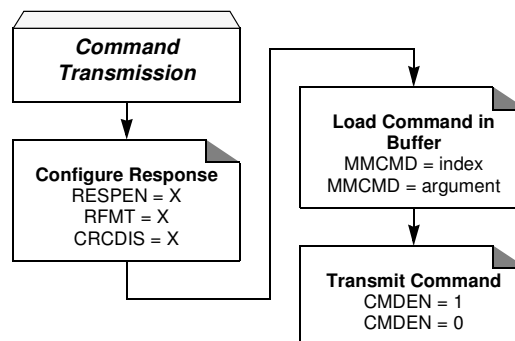 Command
Transmission
Configure Response
RESPEN = X
RFMT = X
CRCDIS = X
Load Command in
Buffer
MMCMD = index
MMCMD = argument
Transmit Command
CMDEN = 1
CMDEN = 0